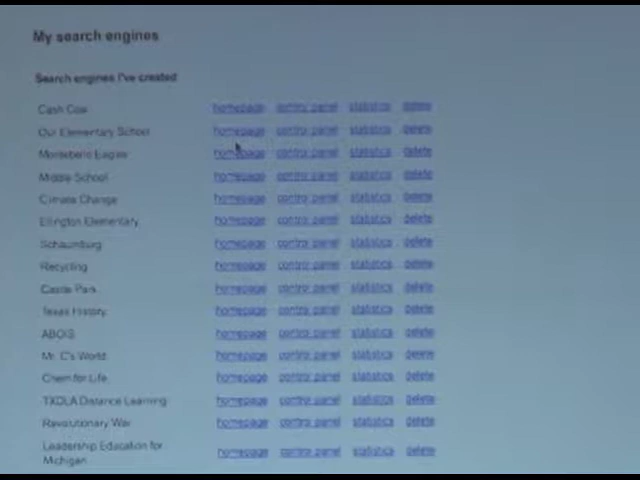 My search engines
Search engines I've created
Cash Cow homepage control panel statistics delete
Our Elementary School homepage control panel statistics delete
Montebello Eagles homepage control panel statistics delete
Middle School homepage control panel statistics delete
Climate Change homepage control panel statistics delete
Ellington Elementary homepage control panel statistics delete
Schaumburg homepage control panel statistics delete
Recycling homepage control panel statistics delete
Castle Park homepage control panel statistics delete
Texas History homepage control panel statistics delete
homepage control panel statistics delete
Mr. C's World homepage control panel statistics delete
Chem for Life homepage control panel statistics delete
TXDLA Distance Learning homepage control panel statistics delete
Revolutionary War homepage control panel statistics delete
Leadership Education for
Michigan homepage control panel statistics delete